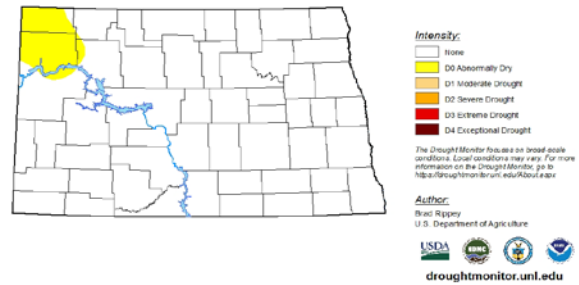 Intensity:
None
D0 Abnormally Dry
D1 Moderate Drought
D2 Severe Drought
D3 Extreme Drought
D4 Exceptional Drought
The Drought Monitor focuses on broad-scale
conditions. Local conditions may vary. For more
information on the Drought Monitor, go to
https://droughtmonitor.unl.edu/About.aspx
Author:
Brad Rippey
U.S. Department of Agriculture
USDA
NDMC
droughtmonitor.unl.edu